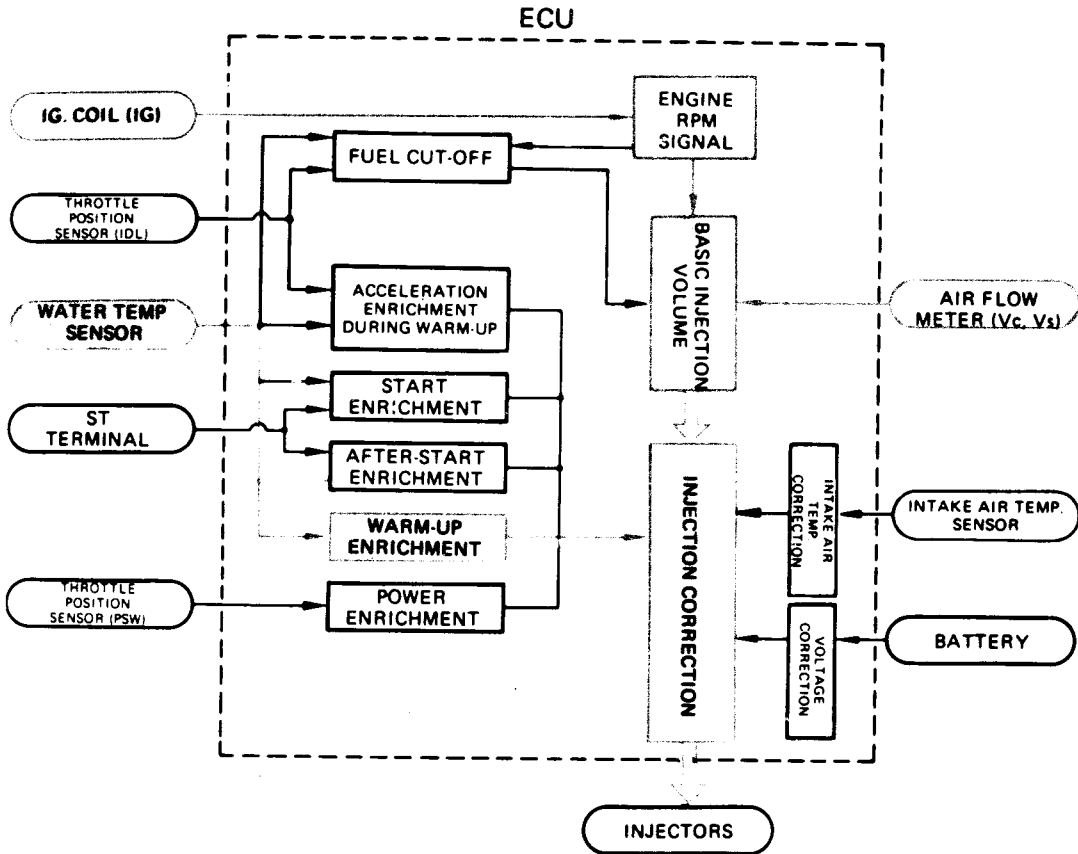 ECU
IG. COIL (IG)
ENGINE
RPM
SIGNAL
FUEL CUT-OFF
THROTTLE
POSITION
SENSOR (IDL)
BASIC INJECTION
VOLUME
ACCELERATION
ENRICHMENT
DURING WARM-UP
WATER TEMP
SENSOR
AIR FLOW
METER (Vc, Vs)
START
ENRICHMENT
ST
TERMINAL
AFTER-START
ENRICHMENT
INJECTION CORRECTION
INTAKE AIR
TEMP
CORRECTION
INTAKE AIR TEMP.
SENSOR
WARM-UP
ENRICHMENT
THROTTLE
POSITION
SENSOR (PSW)
POWER
ENRICHMENT
VOLTAGE
CORRECTION
BATTERY
INJECTORS